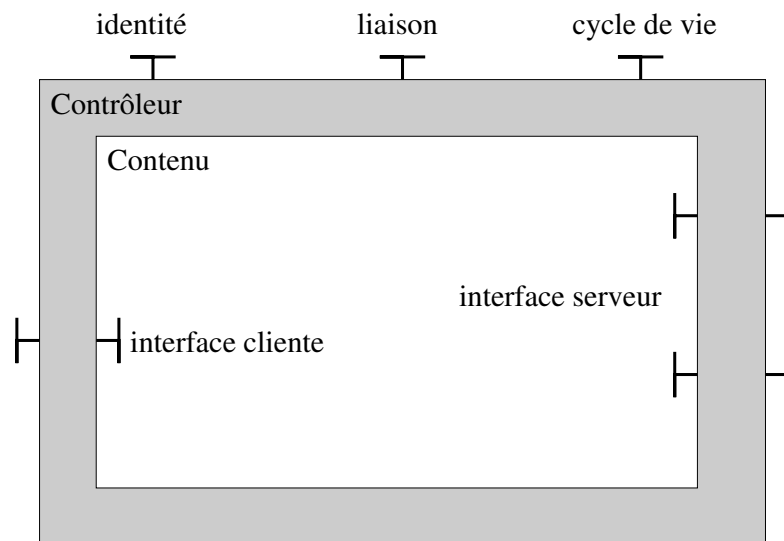 identité liaison cycle de vie
Contrôleur
Contenu
interface serveur
interface cliente